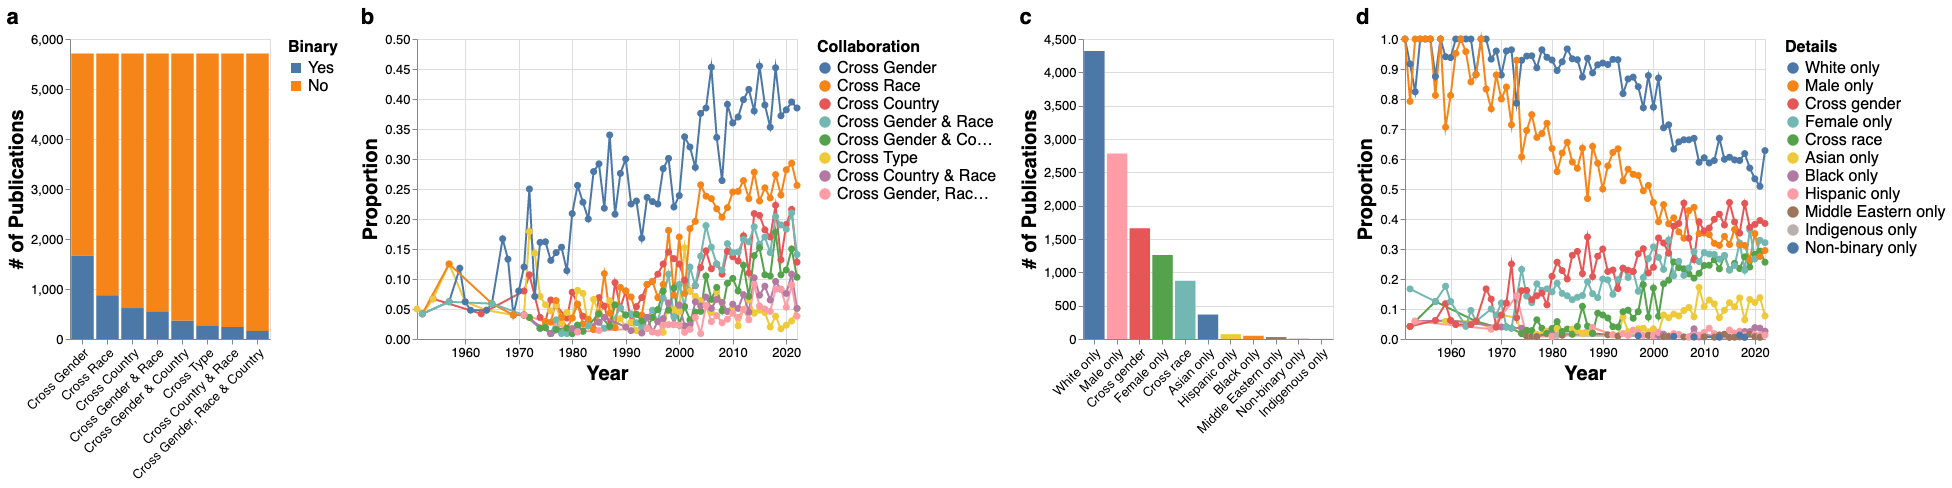 a
6,000
5,000
4,000
3,000
2,000
1,000
0
# of Publications
Cross Gender
Cross Race
Cross Country
Cross Gender & Race
Cross Gender & Country
Cross Type
Cross Country & Race
Cross Gender, Race & Country
Binary
Yes
No
b
0.50
0.45
0.40
0.35
0.30
0.25
0.20
0.15
0.10
0.05
0.00
Proportion
1960 1970 1980 1990 2000 2010 2020
Year
Collaboration
Cross Gender
Cross Race
Cross Country
Cross Gender & Race
Cross Gender & Co…
Cross Type
Cross Country & Race
Cross Gender, Rac…
c
4,500
4,000
3,500
3,000
2,500
2,000
1,500
1,000
500
0
# of Publications
White only
Male only
Cross gender
Female only
Cross race
Asian only
Hispanic only
Black only
Middle Eastern only
Non-binary only
Indigenous only
d
1.0
0.9
0.8
0.7
0.6
0.5
0.4
0.3
0.2
0.1
0.0
Proportion
1960 1970 1980 1990 2000 2010 2020
Year
Details
White only
Male only
Cross gender
Female only
Cross race
Asian only
Black only
Hispanic only
Middle Eastern only
Indigenous only
Non-binary only